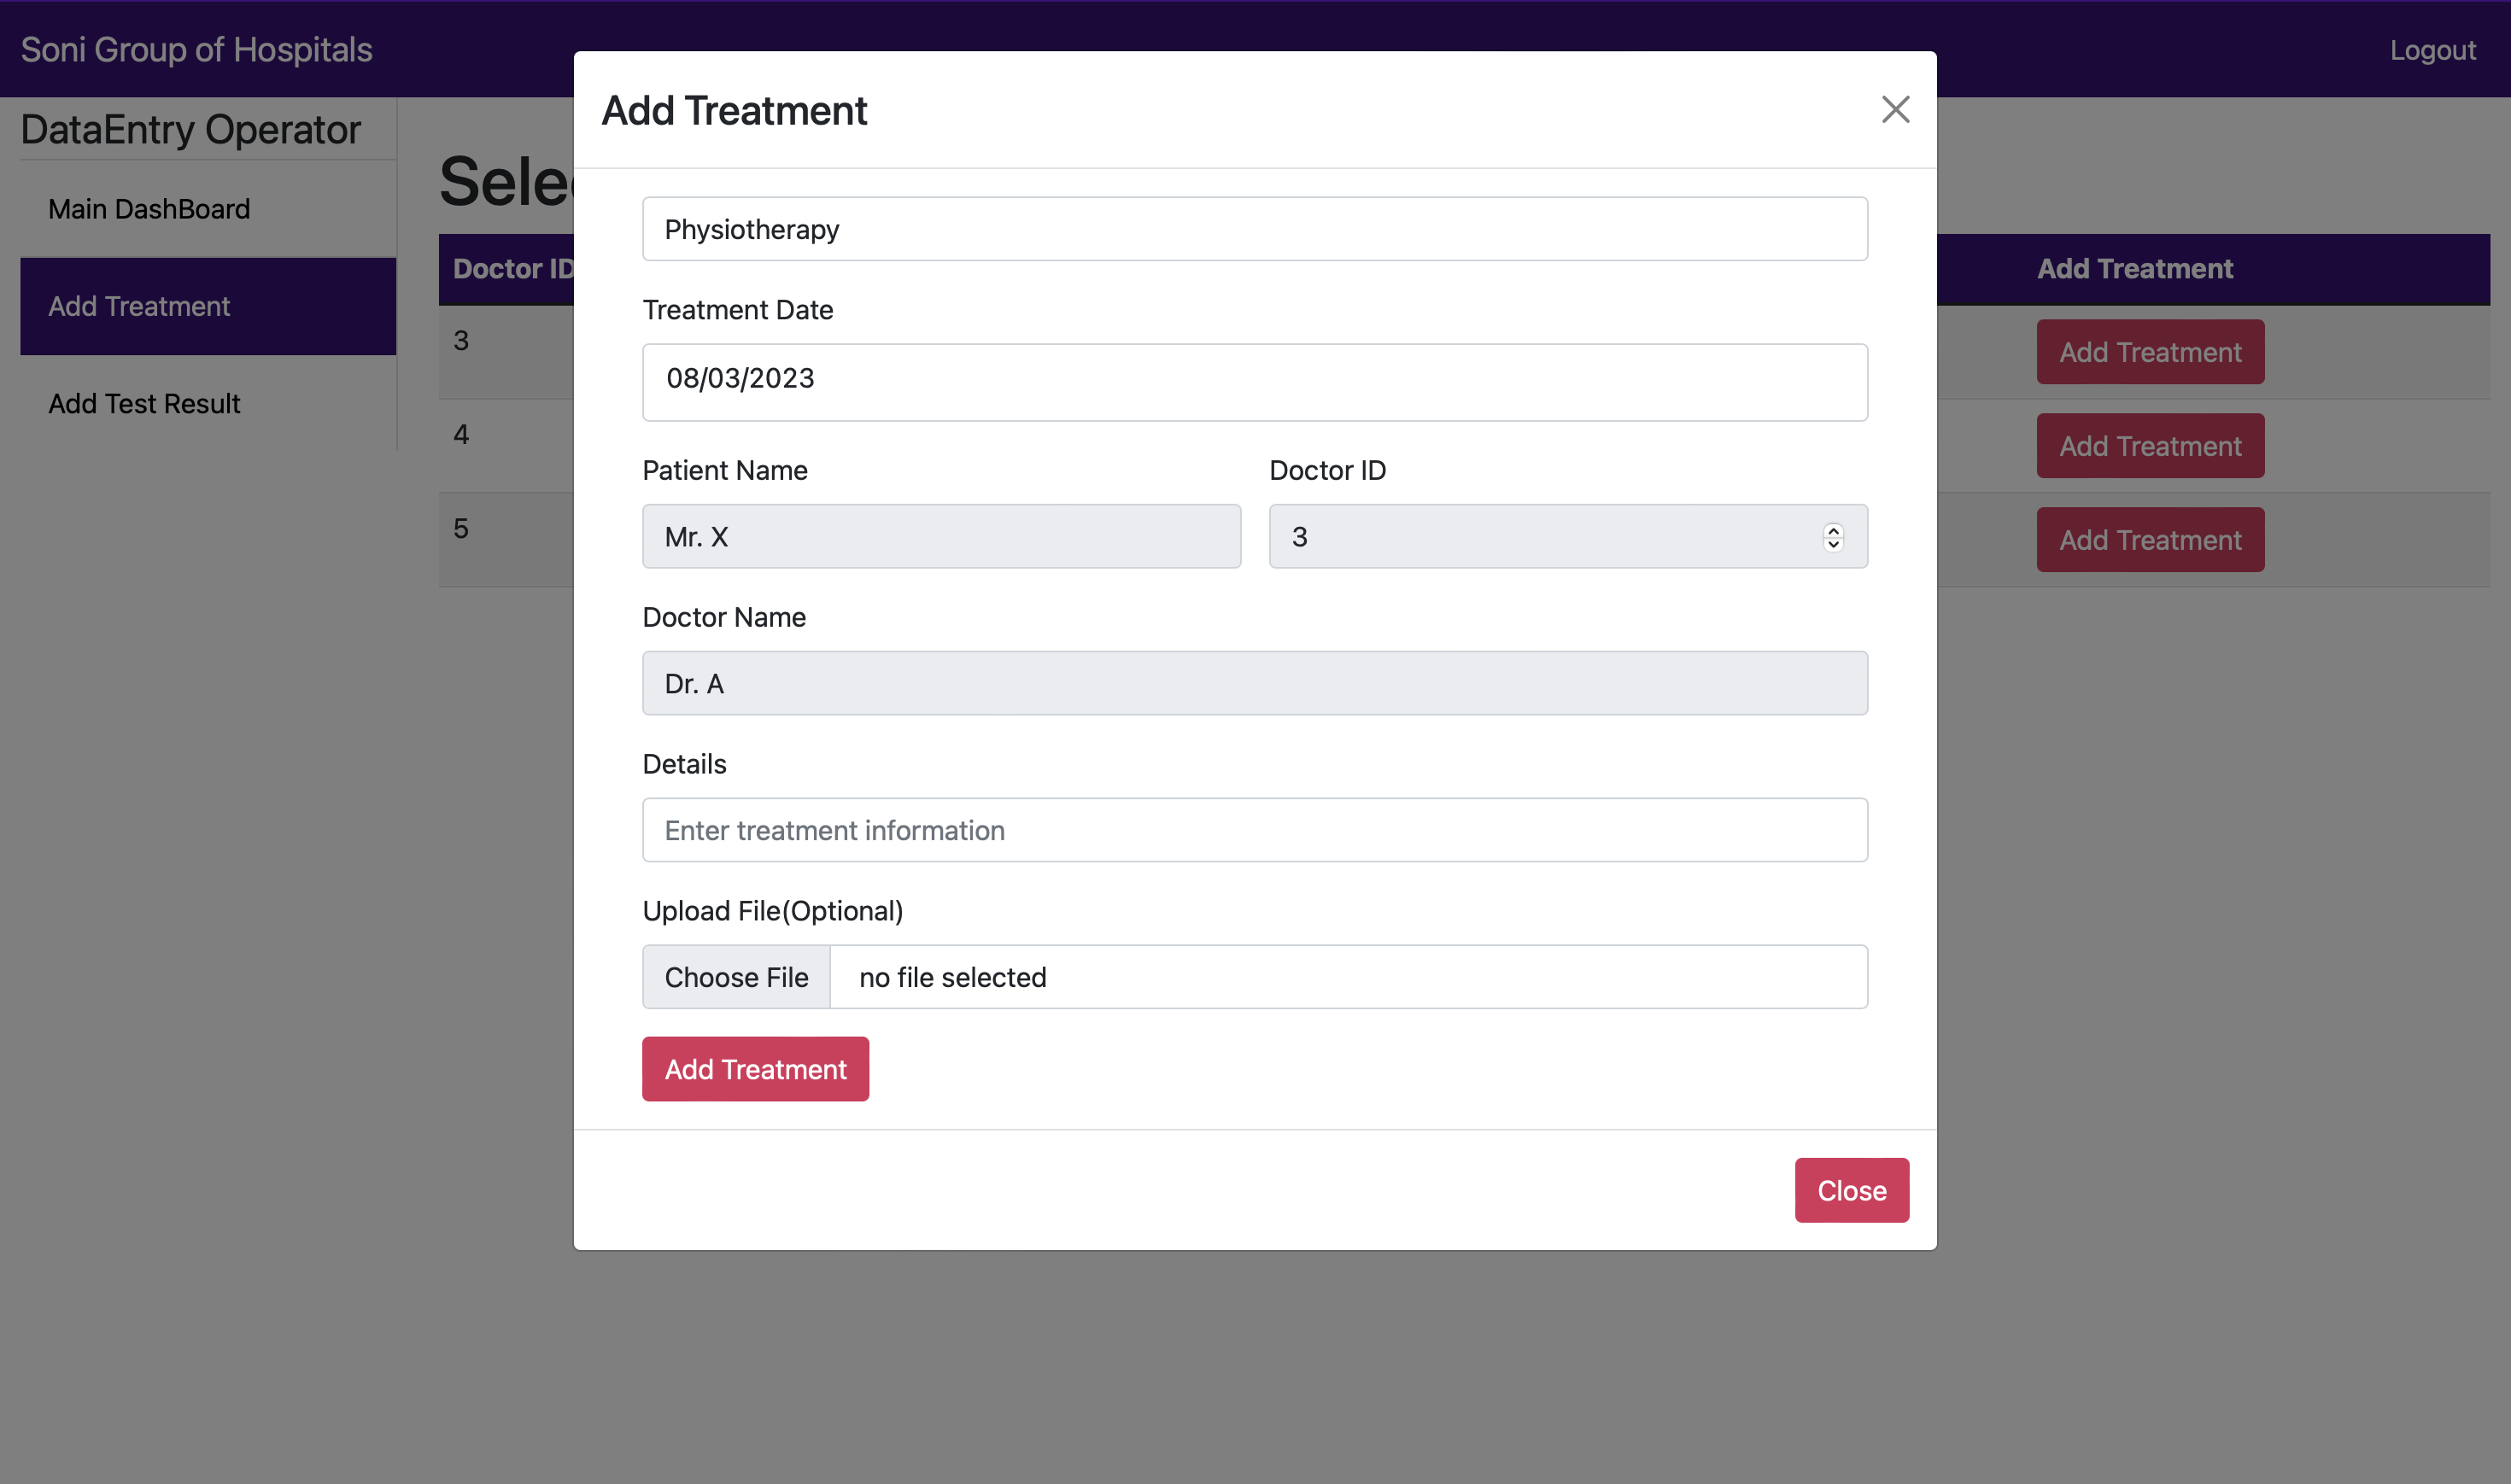 Soni Group of Hospitals
Logout
DataEntry Operator
Main DashBoard
Add Treatment
Add Test Result
Doctor ID
Add Treatment
3
Add Treatment
4
Add Treatment
5
Add Treatment
Add Treatment
Physiotherapy
Treatment Date
08/03/2023
Patient Name
Doctor ID
Mr. X
3
Doctor Name
Dr. A
Details
Enter treatment information
Upload File(Optional)
Choose File no file selected
Add Treatment
Close